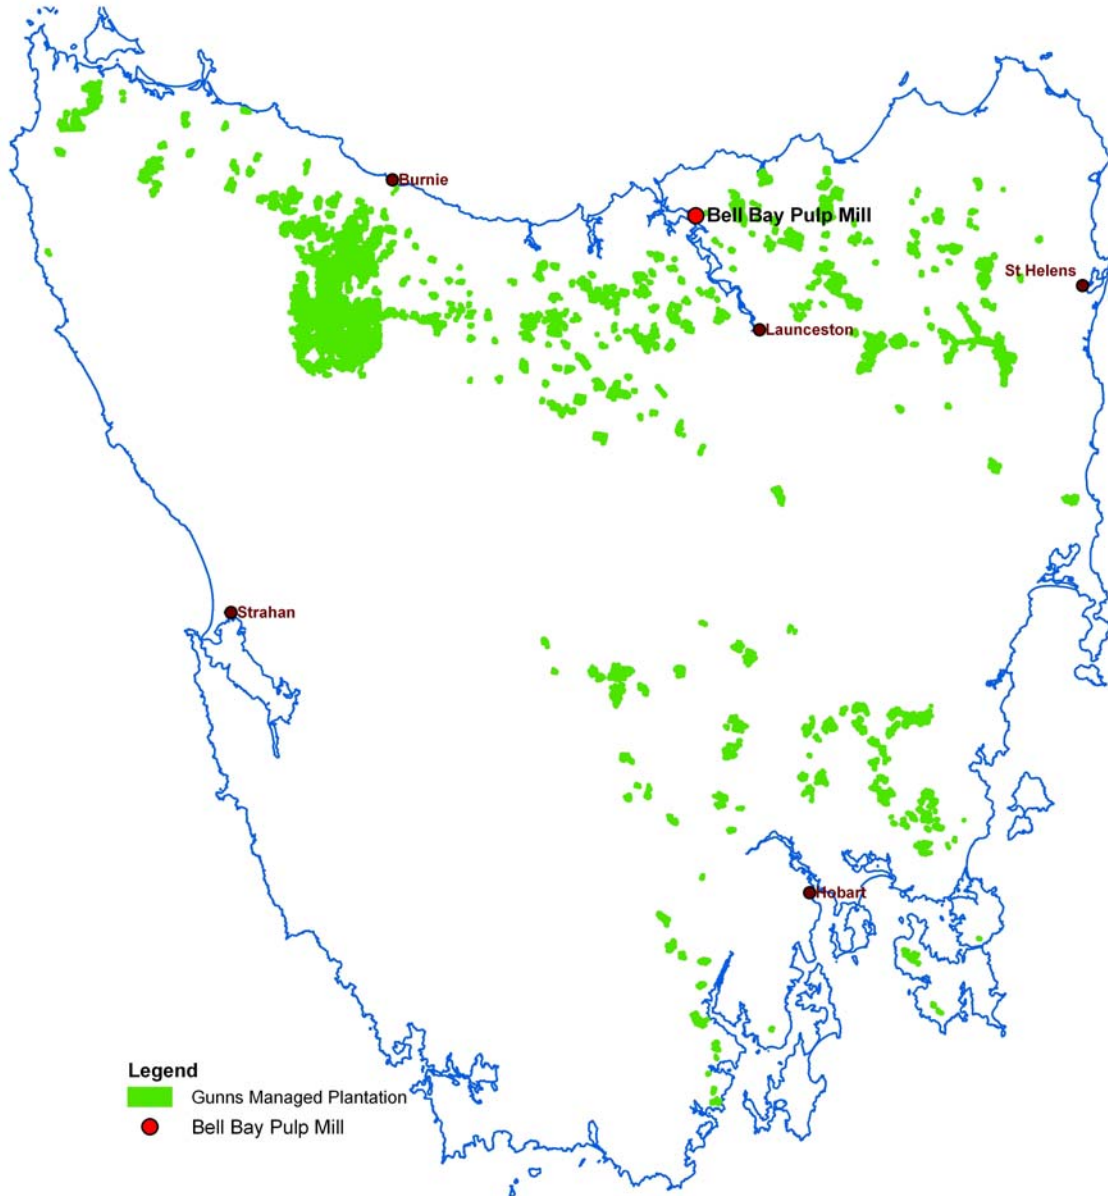 Burnie
Bell Bay Pulp Mill
St Helens
Launceston
Strahan
Hobart
Legend
Gunns Managed Plantation
Bell Bay Pulp Mill